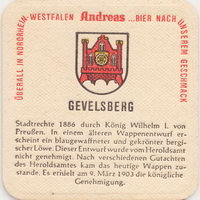 ÜBERALL IN NORDRHEIN-WESTFALEN Andreas ...BIER NACH UNSEREM GESCHMACK
GEVELSBERG
Stadtrechte 1886 durch König Wilhelm I. von
Preußen. In einem älteren Wappenentwurf er-
scheint ein blaugewaffneter und gekrönter bergi-
scher Löwe. Dieser Entwurf wurde vom Heroldsamt
nicht genehmigt. Nach verschiedenen Gutachten
des Heroldsamtes kam das heutige Wappen zu-
stande. Es erhielt am 9. März 1903 die königliche
Genehmigung.